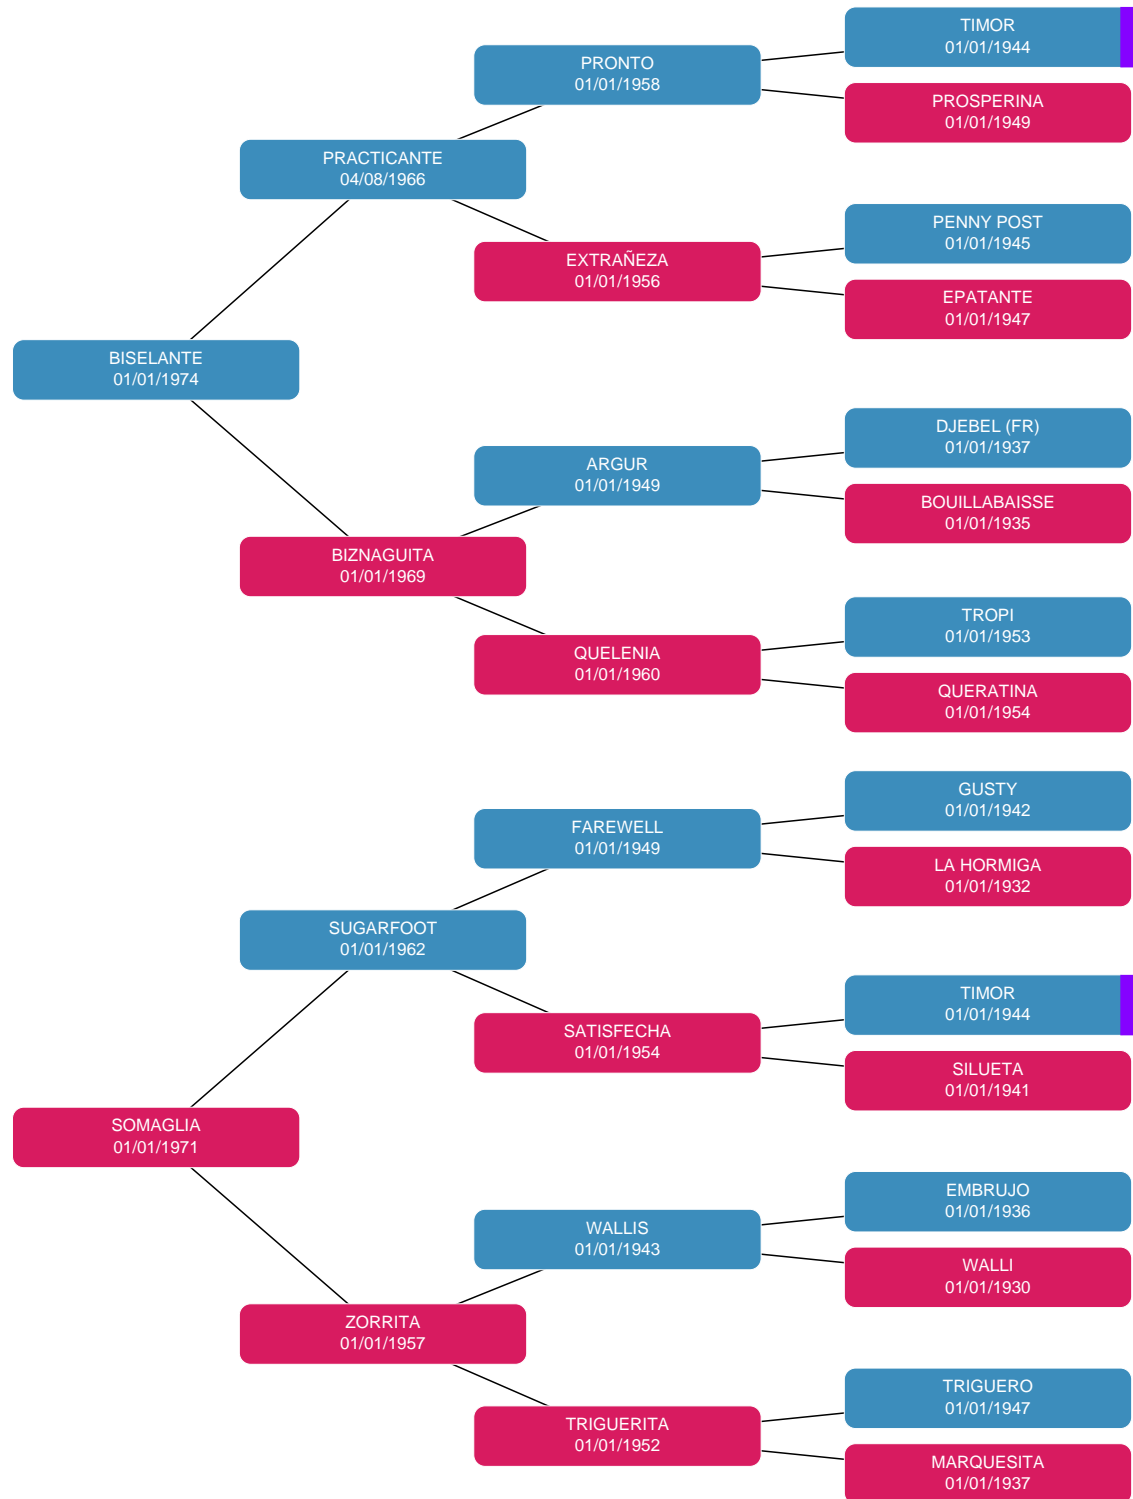 TIMOR
01/01/1944
PRONTO
01/01/1958
PROSPERINA
01/01/1949
PRACTICANTE
04/08/1966
PENNY POST
01/01/1945
EXTRAÑEZA
01/01/1956
EPATANTE
01/01/1947
BISELANTE
01/01/1974
DJEBEL (FR)
01/01/1937
ARGUR
01/01/1949
BOUILLABAISSE
01/01/1935
BIZNAGUITA
01/01/1969
TROPI
01/01/1953
QUELENIA
01/01/1960
QUERATINA
01/01/1954
GUSTY
01/01/1942
FAREWELL
01/01/1949
LA HORMIGA
01/01/1932
SUGARFOOT
01/01/1962
TIMOR
01/01/1944
SATISFECHA
01/01/1954
SILUETA
01/01/1941
SOMAGLIA
01/01/1971
EMBRUJO
01/01/1936
WALLIS
01/01/1943
WALLI
01/01/1930
ZORRITA
01/01/1957
TRIGUERO
01/01/1947
TRIGUERITA
01/01/1952
MARQUESITA
01/01/1937